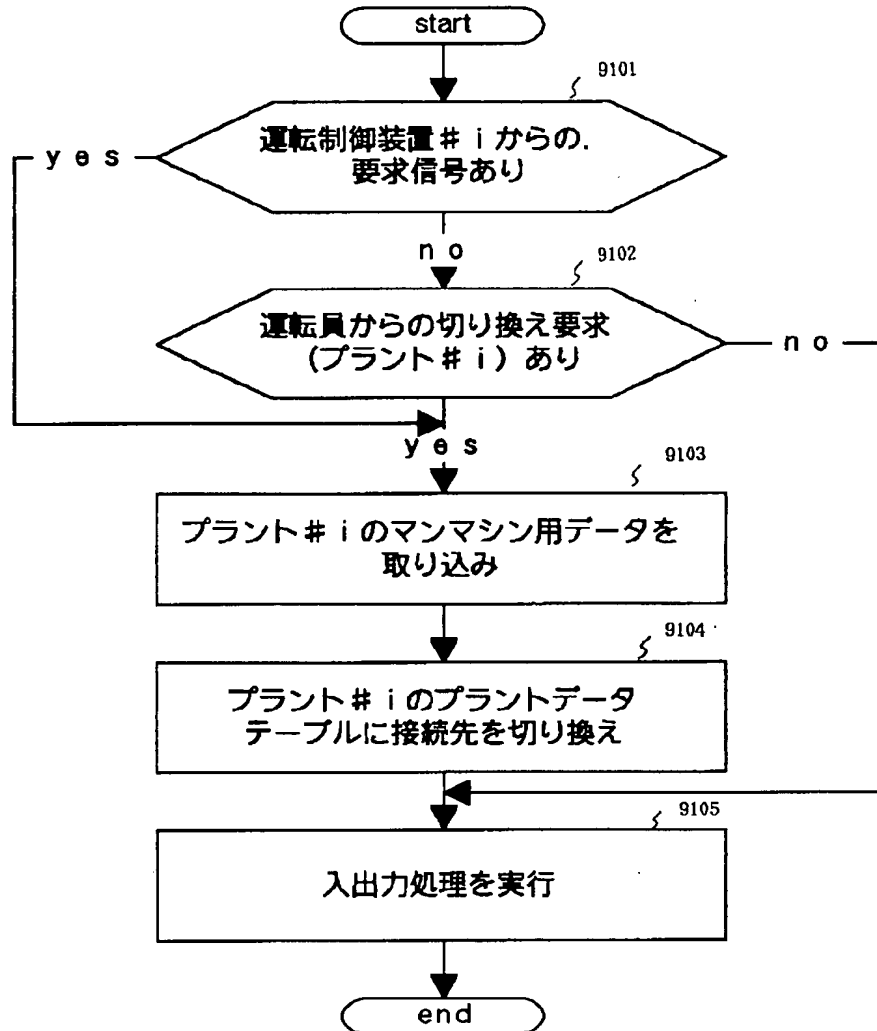 start
9101
運転制御装置＃ｉからの.
要求信号あり
yes
no
9102
運転員からの切り換え要求
(プラント＃ｉ) あり
no
yes
9103
プラント＃ｉのマンマシン用データを
取り込み
9104
プラント＃ｉのプラントデータ
テーブルに接続先を切り換え
9105
入出力処理を実行
end